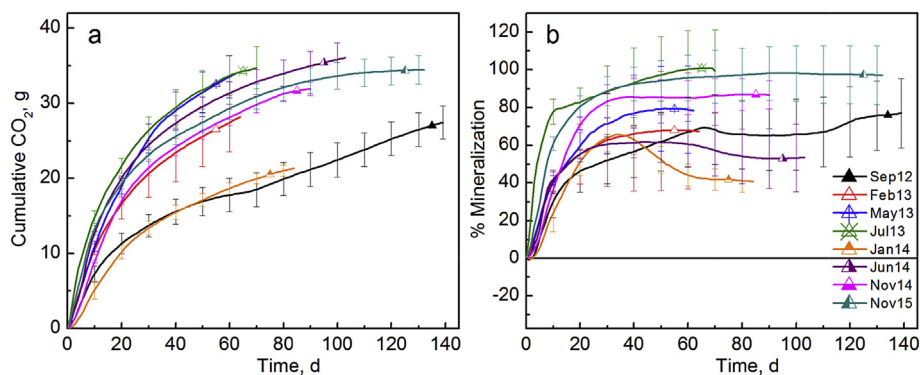 a
Cumulative CO₂, g
40
30
20
10
0
0 20 40 60 80 100 120 140
Time, d
b
% Mineralization
120
100
80
60
40
20
0
-20
0 20 40 60 80 100 120 140
Time, d
Sep12
Feb13
May13
Jul13
Jan14
Jun14
Nov14
Nov15